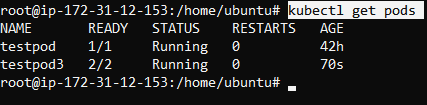 root@ip-172-31-12-153:/home/ubuntu# kubectl get pods
NAME READY STATUS RESTARTS AGE
testpod 1/1 Running 0 42h
testpod3 2/2 Running 0 70s
root@ip-172-31-12-153:/home/ubuntu#